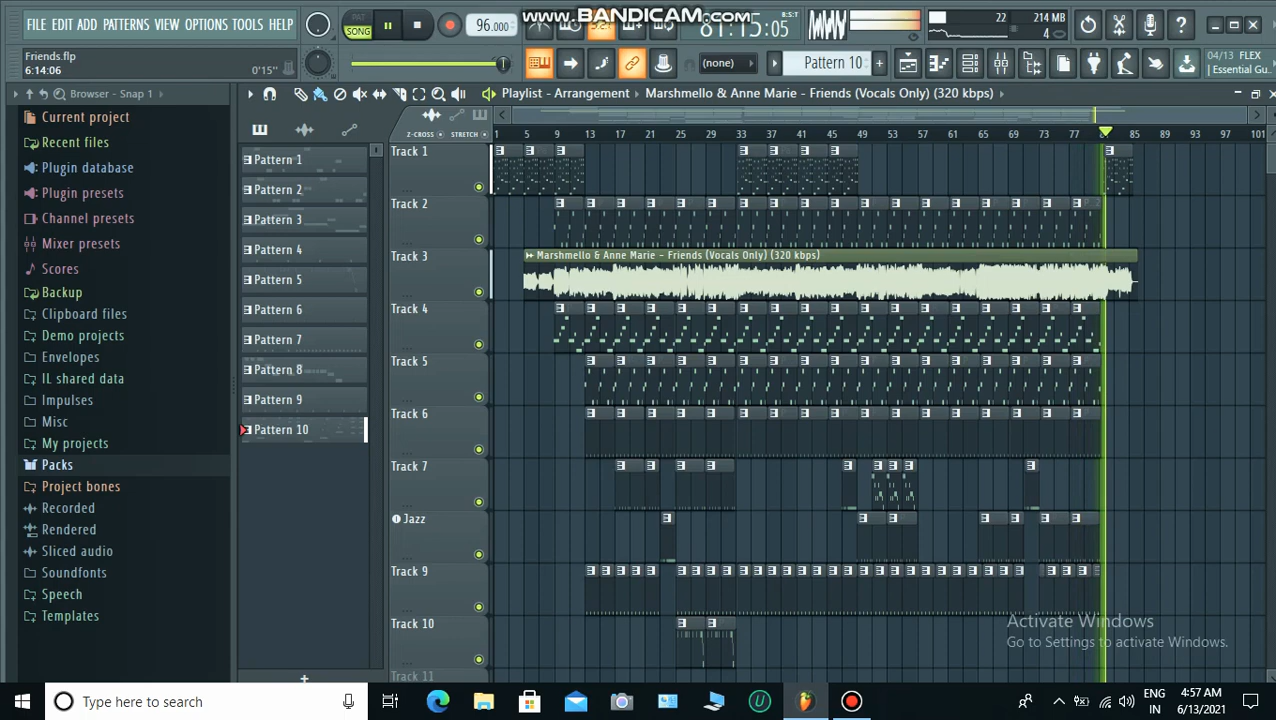 FILE EDIT ADD PATTERNS VIEW OPTIONS TOOLS HELP
PAT
SONG
96.000
www.BANDICAM.com
81:15:05
B:S:T
22
214 MB
4
Friends.flp
6:14:06
0'15"
(none)
Pattern 10
04/13 FLEX
Essential Gu..
Browser - Snap 1
Playlist - Arrangement
Marshmello & Anne Marie - Friends (Vocals Only) (320 kbps)
Z-CROSS
STRETCH
1 5 9 13 17 21 25 29 33 37 41 45 49 53 57 61 65 69 73 77 85 89 93 97 101
Current project
Recent files
Plugin database
Plugin presets
Channel presets
Mixer presets
Scores
Backup
Clipboard files
Demo projects
Envelopes
IL shared data
Impulses
Misc
My projects
Packs
Project bones
Recorded
Rendered
Sliced audio
Soundfonts
Speech
Templates
Pattern 1
Pattern 2
Pattern 3
Pattern 4
Pattern 5
Pattern 6
Pattern 7
Pattern 8
Pattern 9
Pattern 10
+
Track 1
Track 2
Track 3
Marshmello & Anne Marie - Friends (Vocals Only) (320 kbps)
Track 4
Track 5
Track 6
Track 7
Jazz
Track 9
Track 10
Track 11
Activate Windows
Go to Settings to activate Windows.
Type here to search
ENG
IN
4:57 AM
6/13/2021